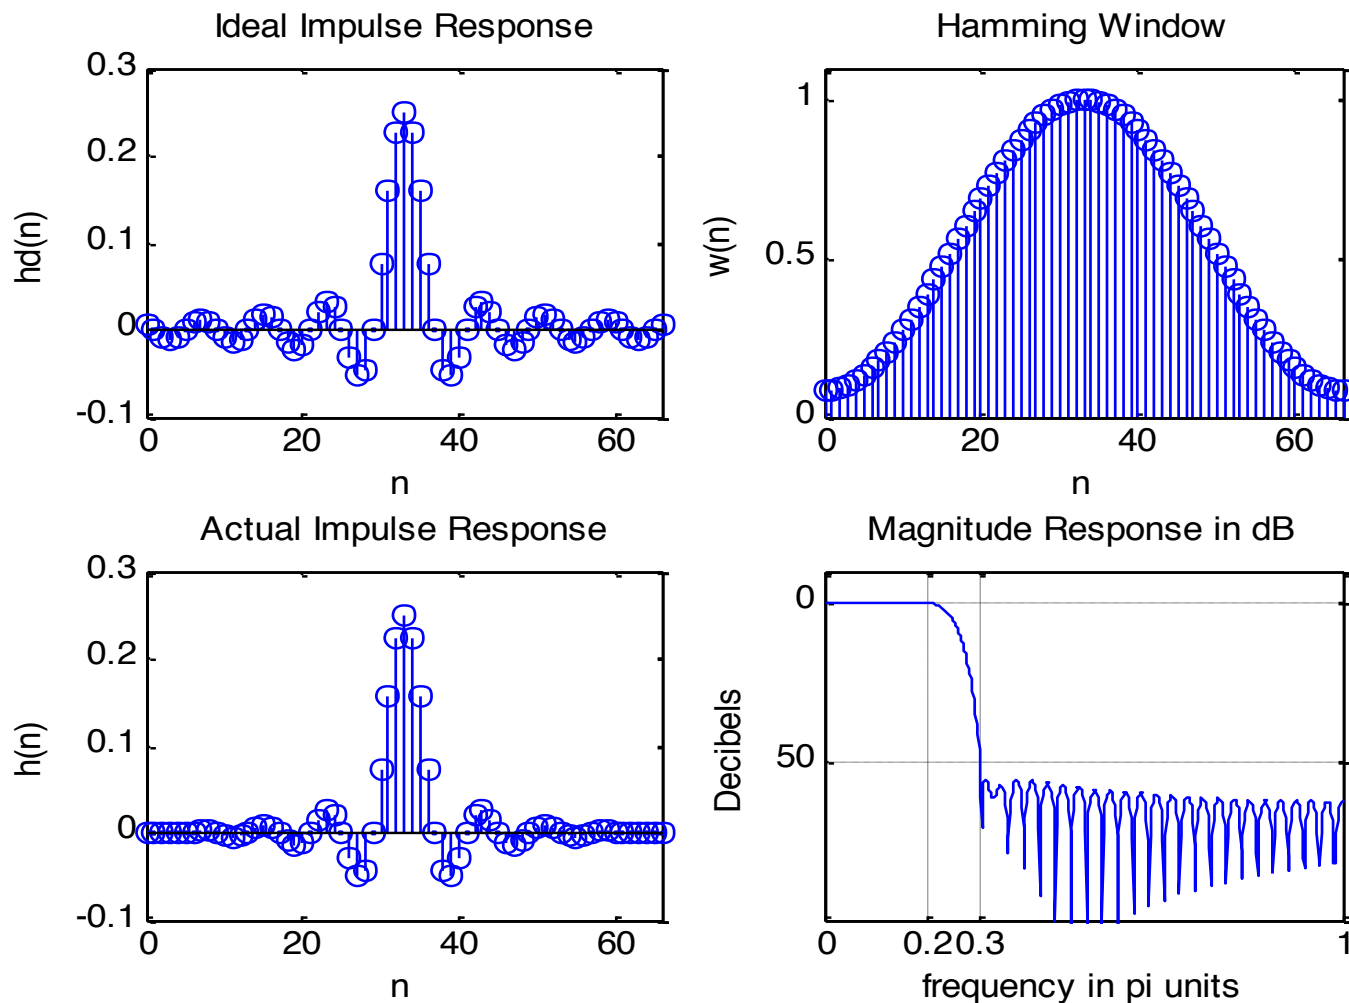 Ideal Impulse Response
0.3
0.2
0.1
0
-0.1
hd(n)
0 20 40 60
n
Hamming Window
1
0.5
0
w(n)
0 20 40 60
n
Actual Impulse Response
0.3
0.2
0.1
0
-0.1
h(n)
0 20 40 60
n
Magnitude Response in dB
0
50
Decibels
0 0.2 0.3 1
frequency in pi units